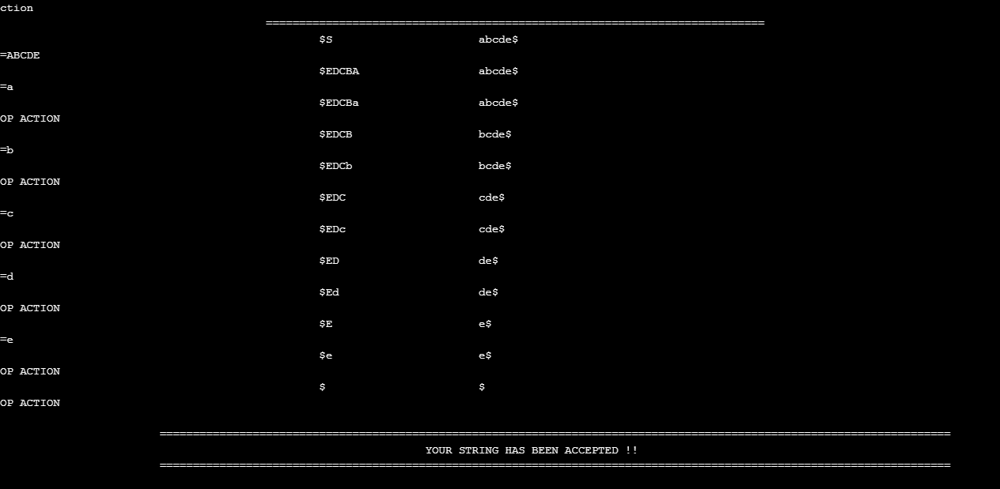 ction
===========================================================================
$S abcde$
=ABCDE
$EDCBA abcde$
=a
$EDCBa abcde$
OP ACTION
$EDCB bcde$
=b
$EDCb bcde$
OP ACTION
$EDC cde$
=c
$EDc cde$
OP ACTION
$ED de$
=d
$Ed de$
OP ACTION
$E e$
=e
$e e$
OP ACTION
$ $
OP ACTION
=======================================================================================================================
YOUR STRING HAS BEEN ACCEPTED !!
=======================================================================================================================